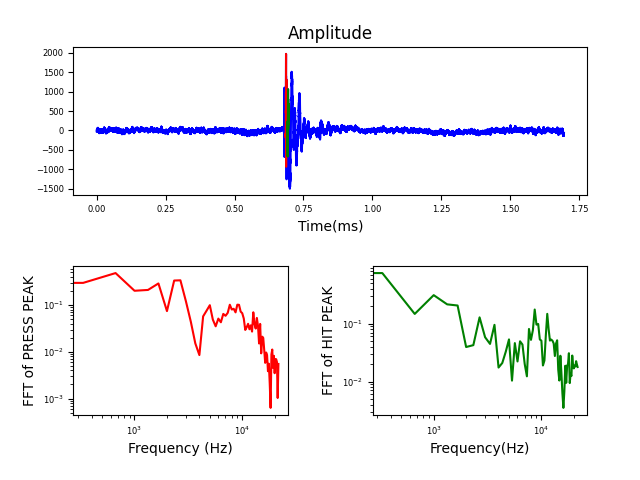 Amplitude
2000
1500
1000
500
0
−500
−1000
−1500
0.00 0.25 0.50 0.75 1.00 1.25 1.50 1.75
Time(ms)
FFT of PRESS PEAK
10⁻¹
10⁻²
10⁻³
10³ 10⁴
Frequency (Hz)
FFT of HIT PEAK
10⁻¹
10⁻²
10³ 10⁴
Frequency(Hz)